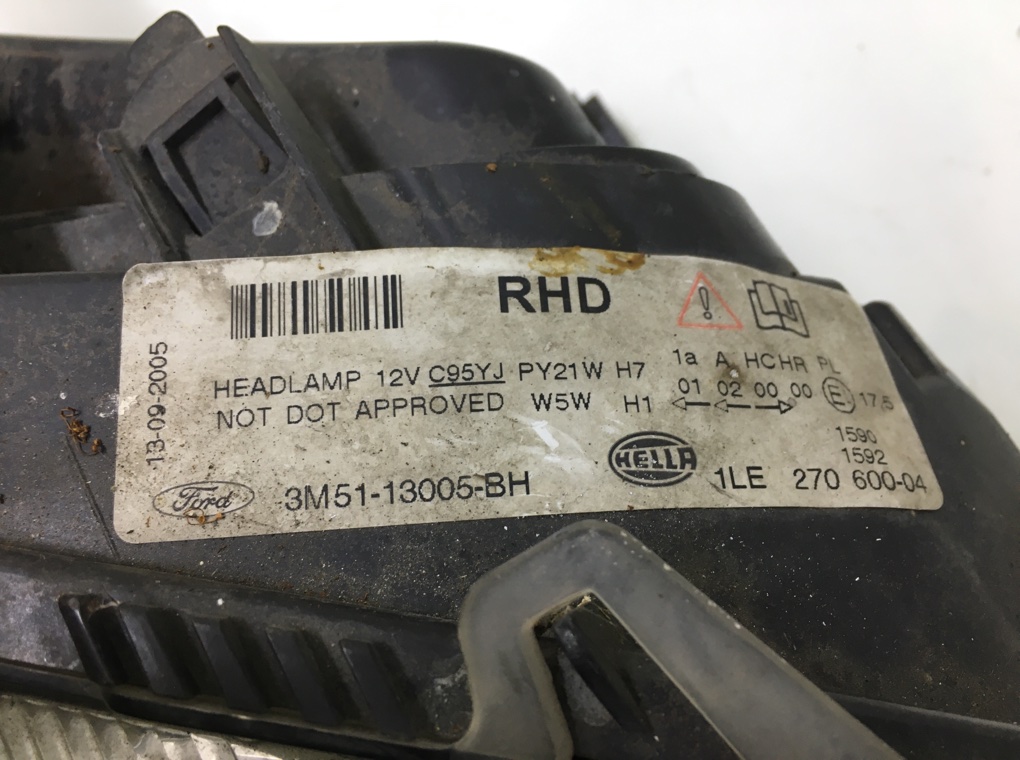 RHD
13-09-2005
HEADLAMP 12V C95YJ PY21W H7
NOT DOT APPROVED W5W H1
1a A HCHR PL
01 02 00 00 17,5
1590
1592
Ford
3M51-13005-BH
HELLA
1LE 270 600-04